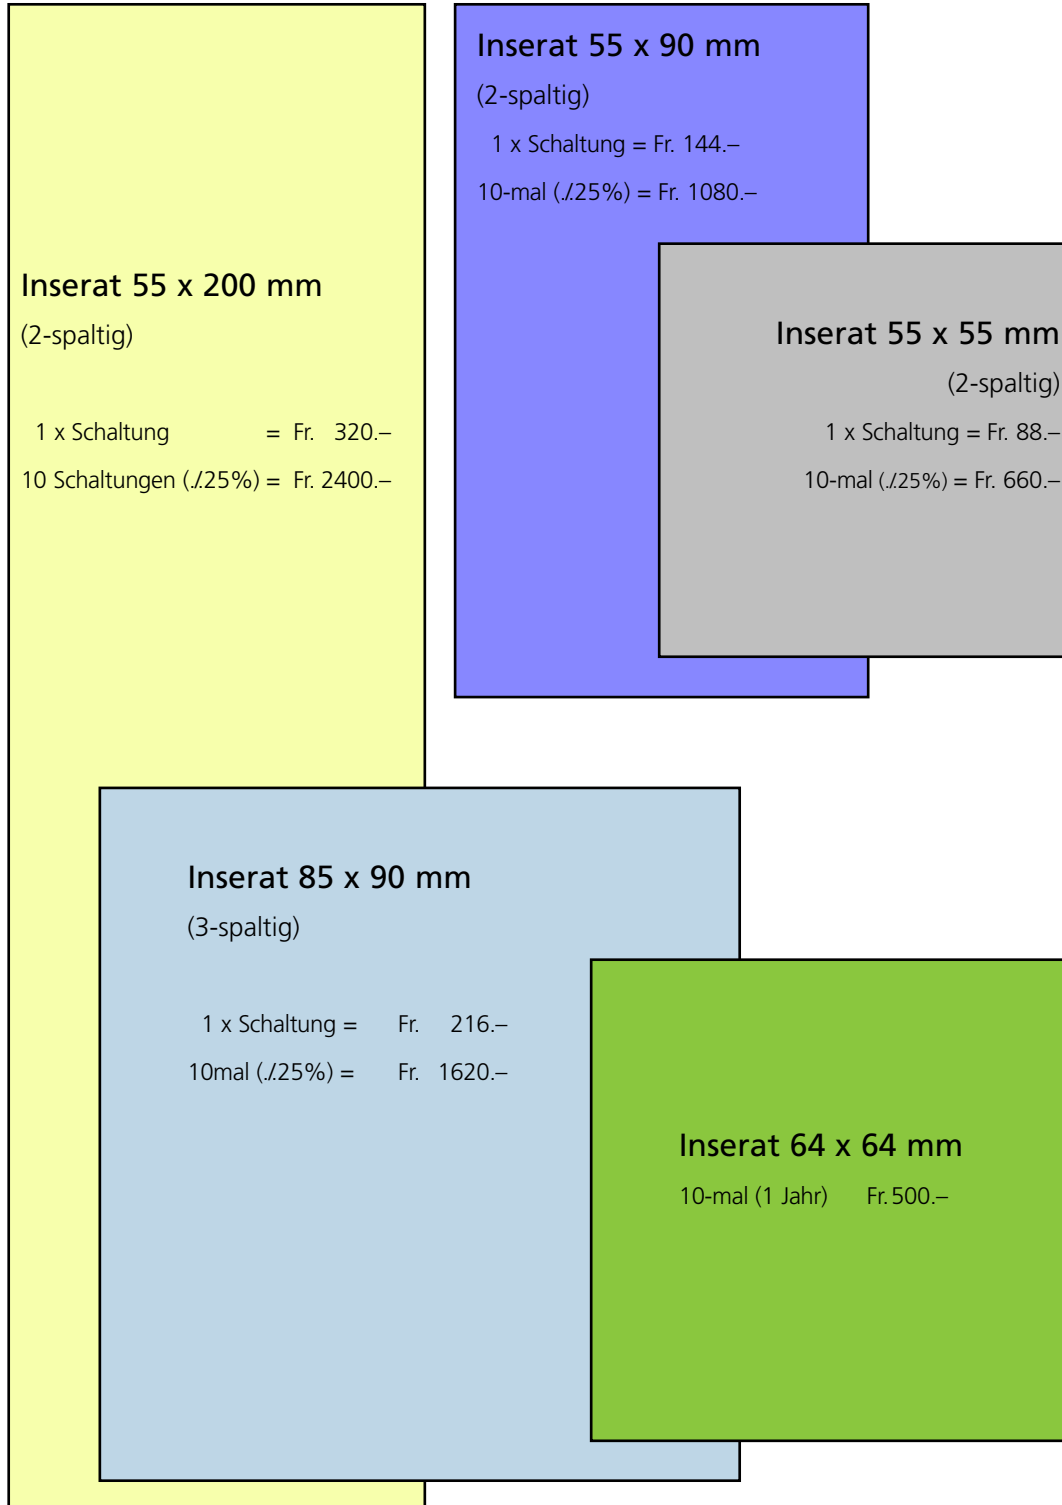 Inserat 55 x 90 mm
(2-spaltig)
1 x Schaltung = Fr. 144.–
10-mal (./.25%) = Fr. 1080.–
Inserat 55 x 200 mm
(2-spaltig)
1 x Schaltung = Fr. 320.–
10 Schaltungen (./.25%) = Fr. 2400.–
Inserat 55 x 55 mm
(2-spaltig)
1 x Schaltung = Fr. 88.–
10-mal (./.25%) = Fr. 660.–
Inserat 85 x 90 mm
(3-spaltig)
1 x Schaltung = Fr. 216.–
10mal (./.25%) = Fr. 1620.–
Inserat 64 x 64 mm
10-mal (1 Jahr) Fr. 500.–